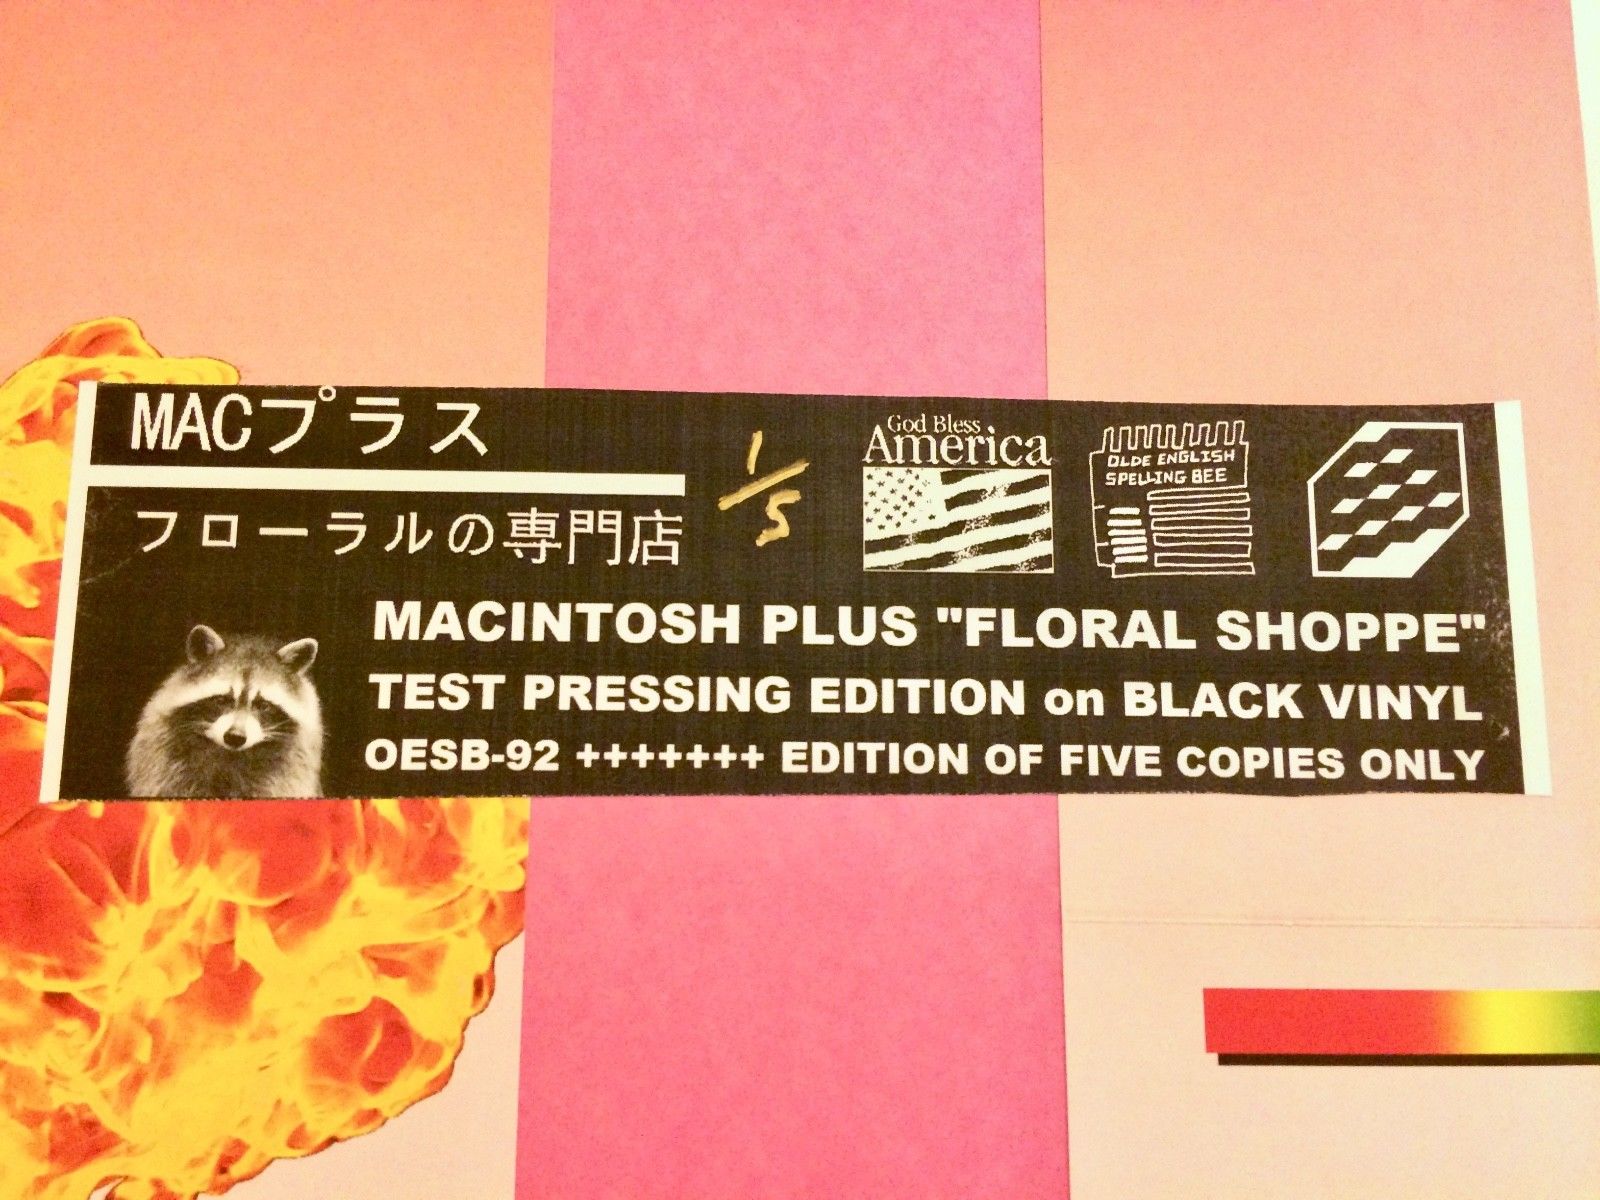 MACプラス
フローラルの専門店
1/5
God Bless
America
OLDE ENGLISH
SPELLING BEE
MACINTOSH PLUS "FLORAL SHOPPE"
TEST PRESSING EDITION on BLACK VINYL
OESB-92 +++++++ EDITION OF FIVE COPIES ONLY